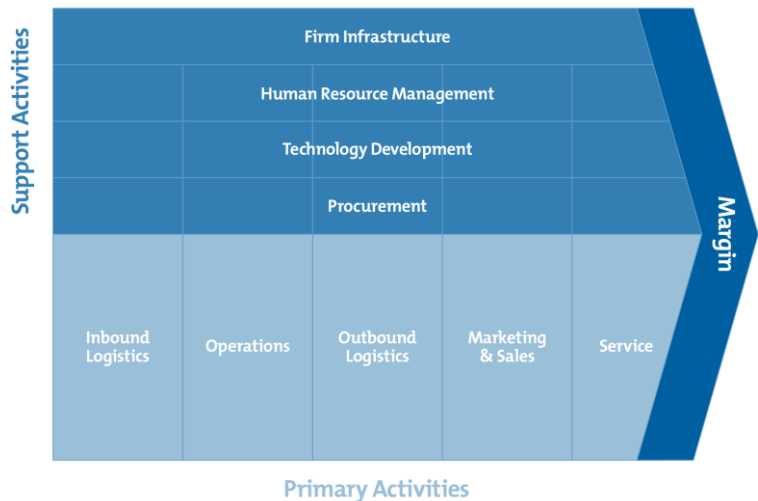 Support Activities
Firm Infrastructure
Human Resource Management
Technology Development
Procurement
Margin
Inbound
Logistics
Operations
Outbound
Logistics
Marketing
& Sales
Service
Primary Activities